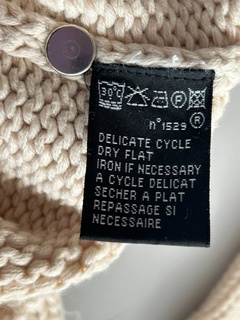 30°C P
n°1529 R
DELICATE CYCLE
DRY FLAT
IRON IF NECESSARY
A CYCLE DELICAT
SECHER A PLAT
REPASSAGE SI
NECESSAIRE